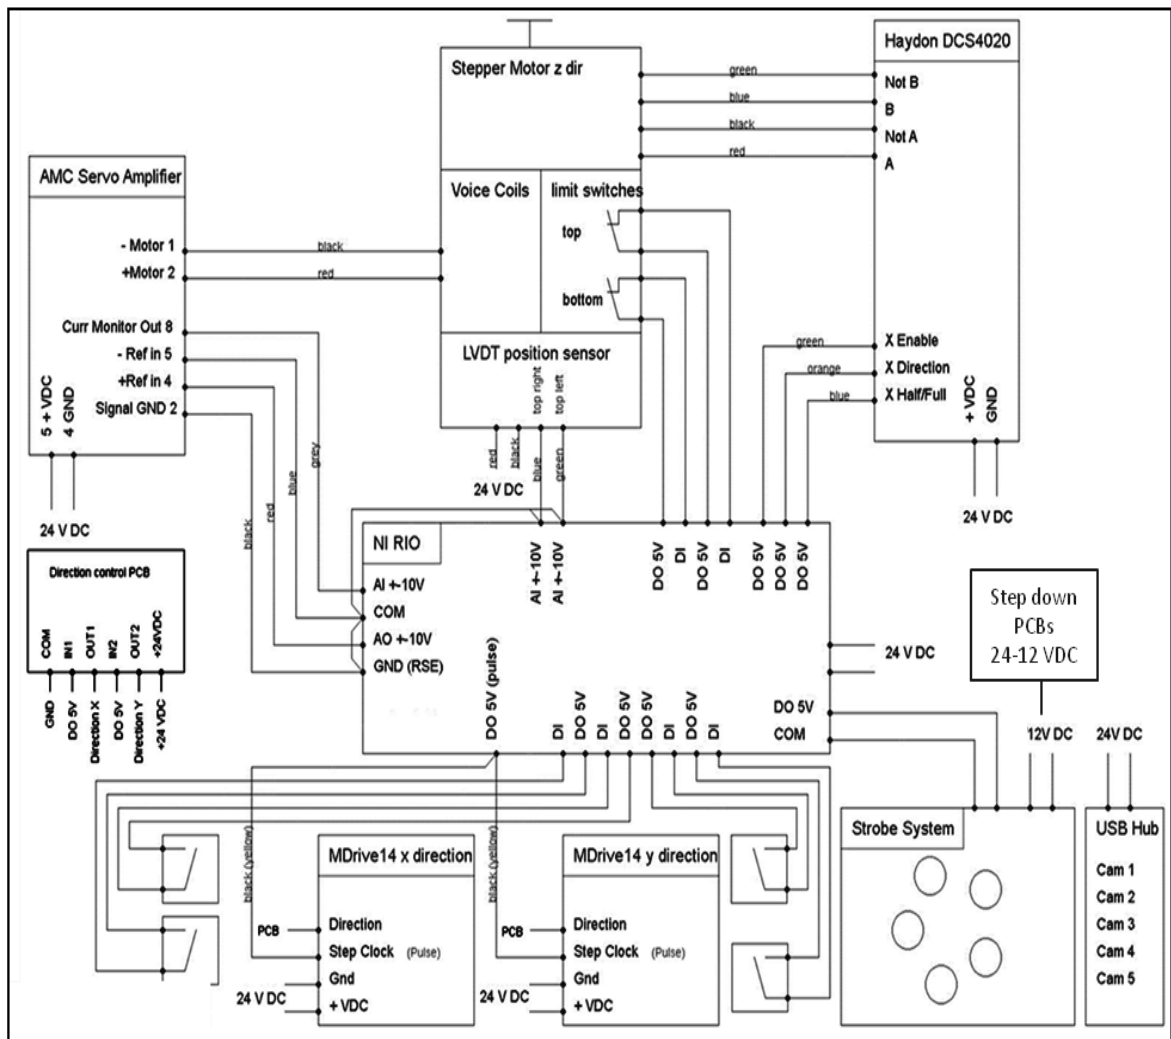 Stepper Motor z dir
Haydon DCS4020
green
Not B
blue
B
black
Not A
red
A
AMC Servo Amplifier
Voice Coils
limit switches
top
bottom
- Motor 1
black
+Motor 2
red
Curr Monitor Out 8
- Ref in 5
+Ref in 4
Signal GND 2
5 + VDC
4 GND
24 V DC
LVDT position sensor
top right
top left
red
black
blue
green
24 V DC
green
X Enable
orange
X Direction
blue
X Half/Full
+ VDC
GND
24 V DC
grey
blue
red
black
NI RIO
AI +-10V
COM
AO +-10V
GND (RSE)
AI +-10V
AI +-10V
DO 5V
DI
DO 5V
DI
DO 5V
DO 5V
DO 5V
24 V DC
DO 5V
COM
DO 5V (pulse)
DI
DO 5V
DI
DO 5V
DO 5V
DI
DO 5V
DI
Direction control PCB
COM
IN1
OUT1
IN2
OUT2
+24VDC
GND
DO 5V
Direction X
DO 5V
Direction Y
+24 VDC
Step down
PCBs
24-12 VDC
12V DC
24V DC
black (yellow)
MDrive14 x direction
PCB
Direction
Step Clock (Pulse)
Gnd
24 V DC
+ VDC
black (yellow)
MDrive14 y direction
PCB
Direction
Step Clock (Pulse)
Gnd
24 V DC
+ VDC
Strobe System
USB Hub
Cam 1
Cam 2
Cam 3
Cam 4
Cam 5